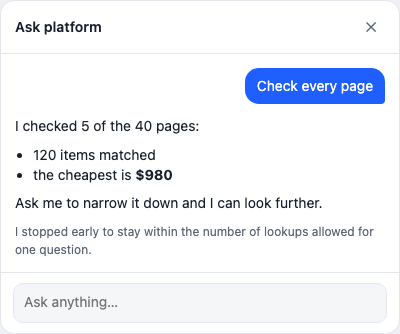 Ask platform
Check every page
I checked 5 of the 40 pages:
• 120 items matched
• the cheapest is $980
Ask me to narrow it down and I can look further.
I stopped early to stay within the number of lookups allowed for
one question.
Ask anything...